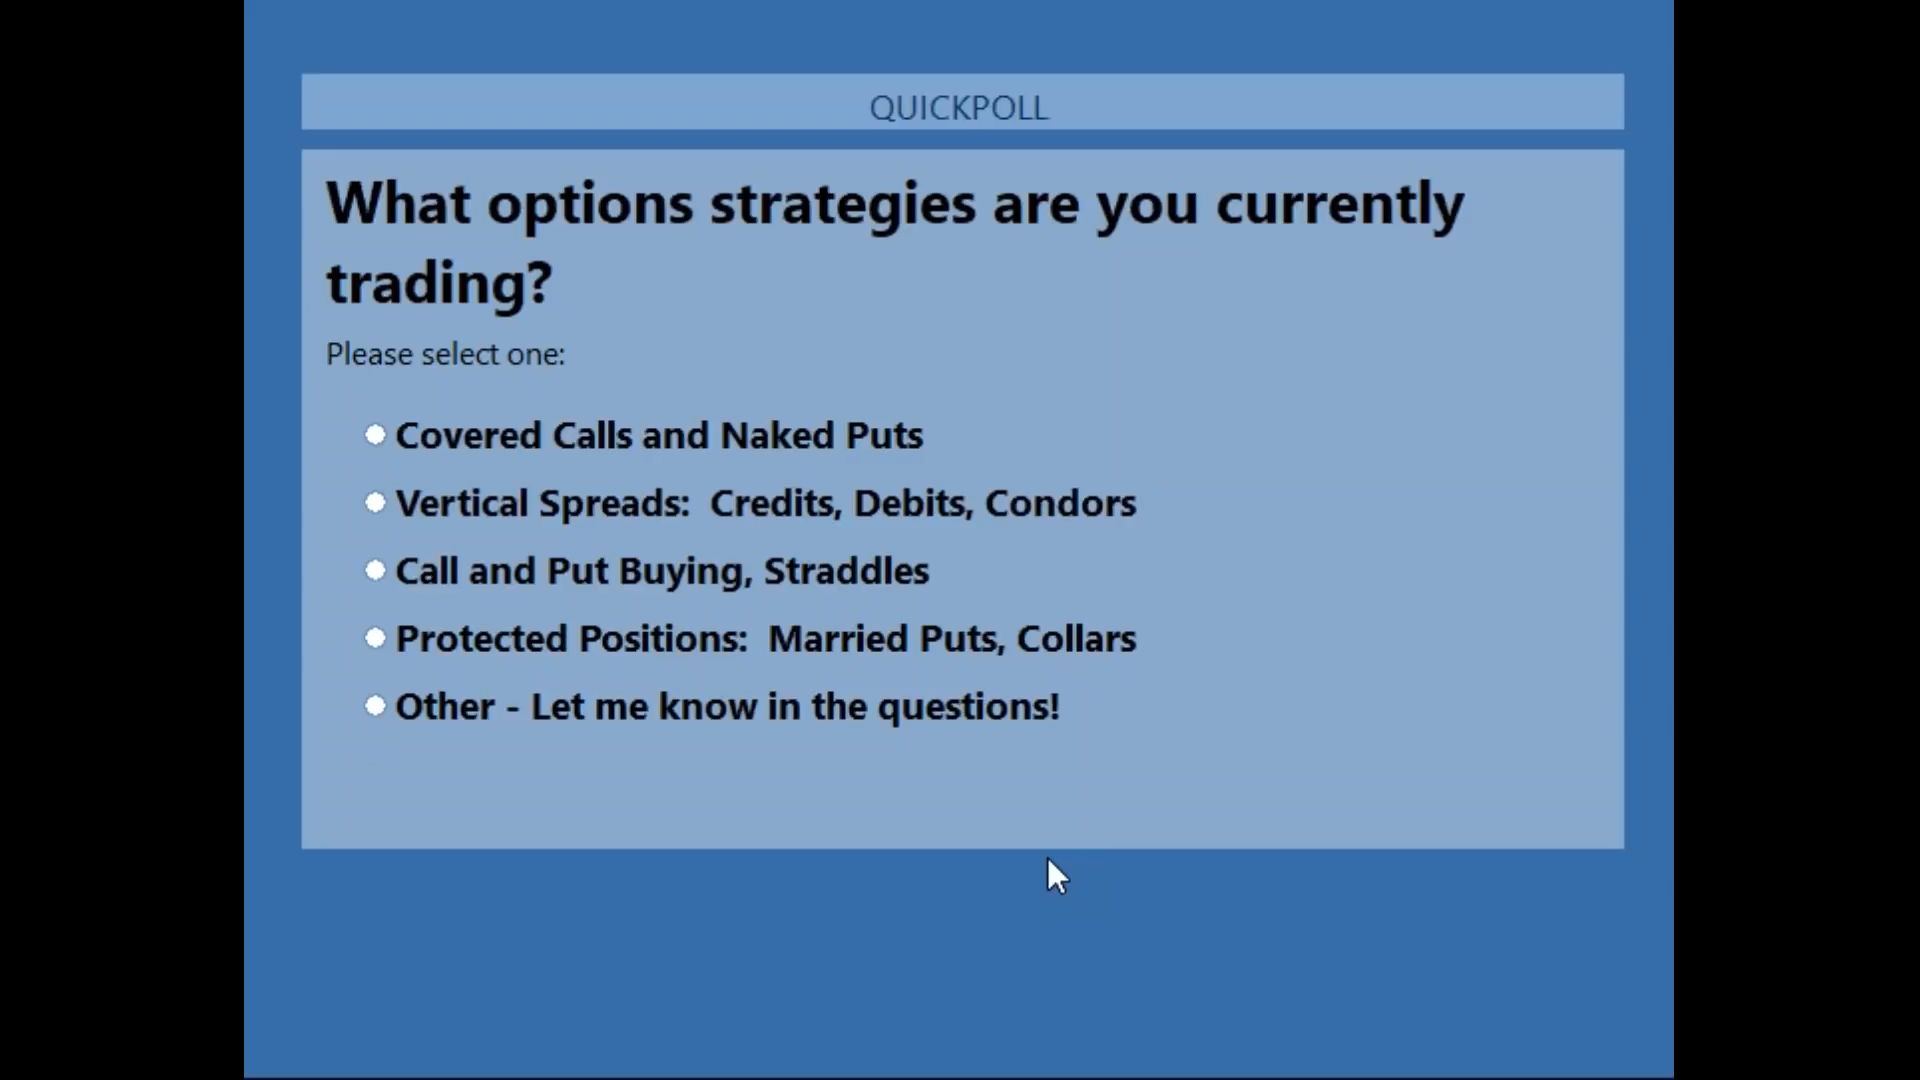 QUICKPOLL
What options strategies are you currently
trading?
Please select one:
Covered Calls and Naked Puts
Vertical Spreads:  Credits, Debits, Condors
Call and Put Buying, Straddles
Protected Positions:  Married Puts, Collars
Other - Let me know in the questions!